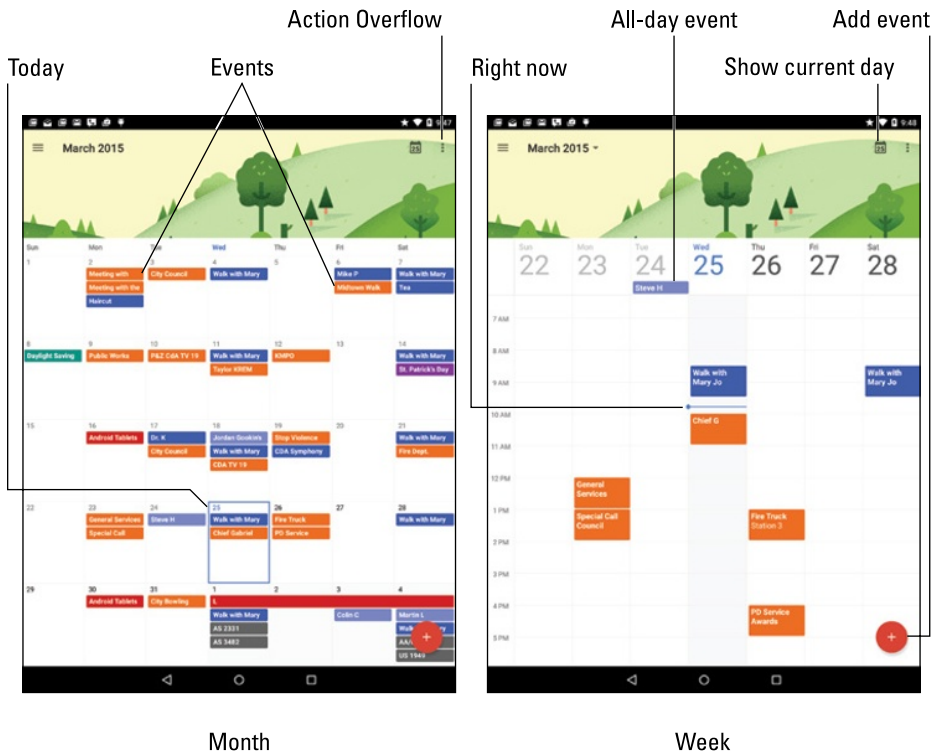 Action Overflow
All-day event
Add event
Today
Events
Right now
Show current day
9:47
March 2015
25
Sun Mon Tue Wed Thu Fri Sat
1 2 3 4 5 6 7
Meeting with City Council Walk with Mary Mike P Walk with Mary
Meeting with the Midtown Walk Tea
Haircut
8 9 10 11 12 13 14
Daylight Saving Public Works P&Z CdA TV 19 Walk with Mary KMPO Walk with Mary
Taylor KREM St. Patrick's Day
15 16 17 18 19 20 21
Android Tablets Dr. K Jordan Gookin's Stop Violence Walk with Mary
City Council Walk with Mary CDA Symphony Fire Dept.
CDA TV 19
22 23 24 25 26 27 28
General Services Steve H Walk with Mary Fire Truck Walk with Mary
Special Call Chief Gabriel PD Service
29 30 31 1 2 3 4
Android Tablets City Bowling L
Walk with Mary Colin C Martin L
AS 2331
AS 3482
US 1949
+
Month
9:48
March 2015
25
Sun Mon Tue Wed Thu Fri Sat
22 23 24 25 26 27 28
Steve H
7 AM
8 AM
Walk with
Mary Jo
Walk with
Mary Jo
9 AM
10 AM
Chief G
11 AM
12 PM
General
Services
1 PM
Special Call
Council
Fire Truck
Station 3
2 PM
3 PM
4 PM
PD Service
Awards
5 PM
+
Week